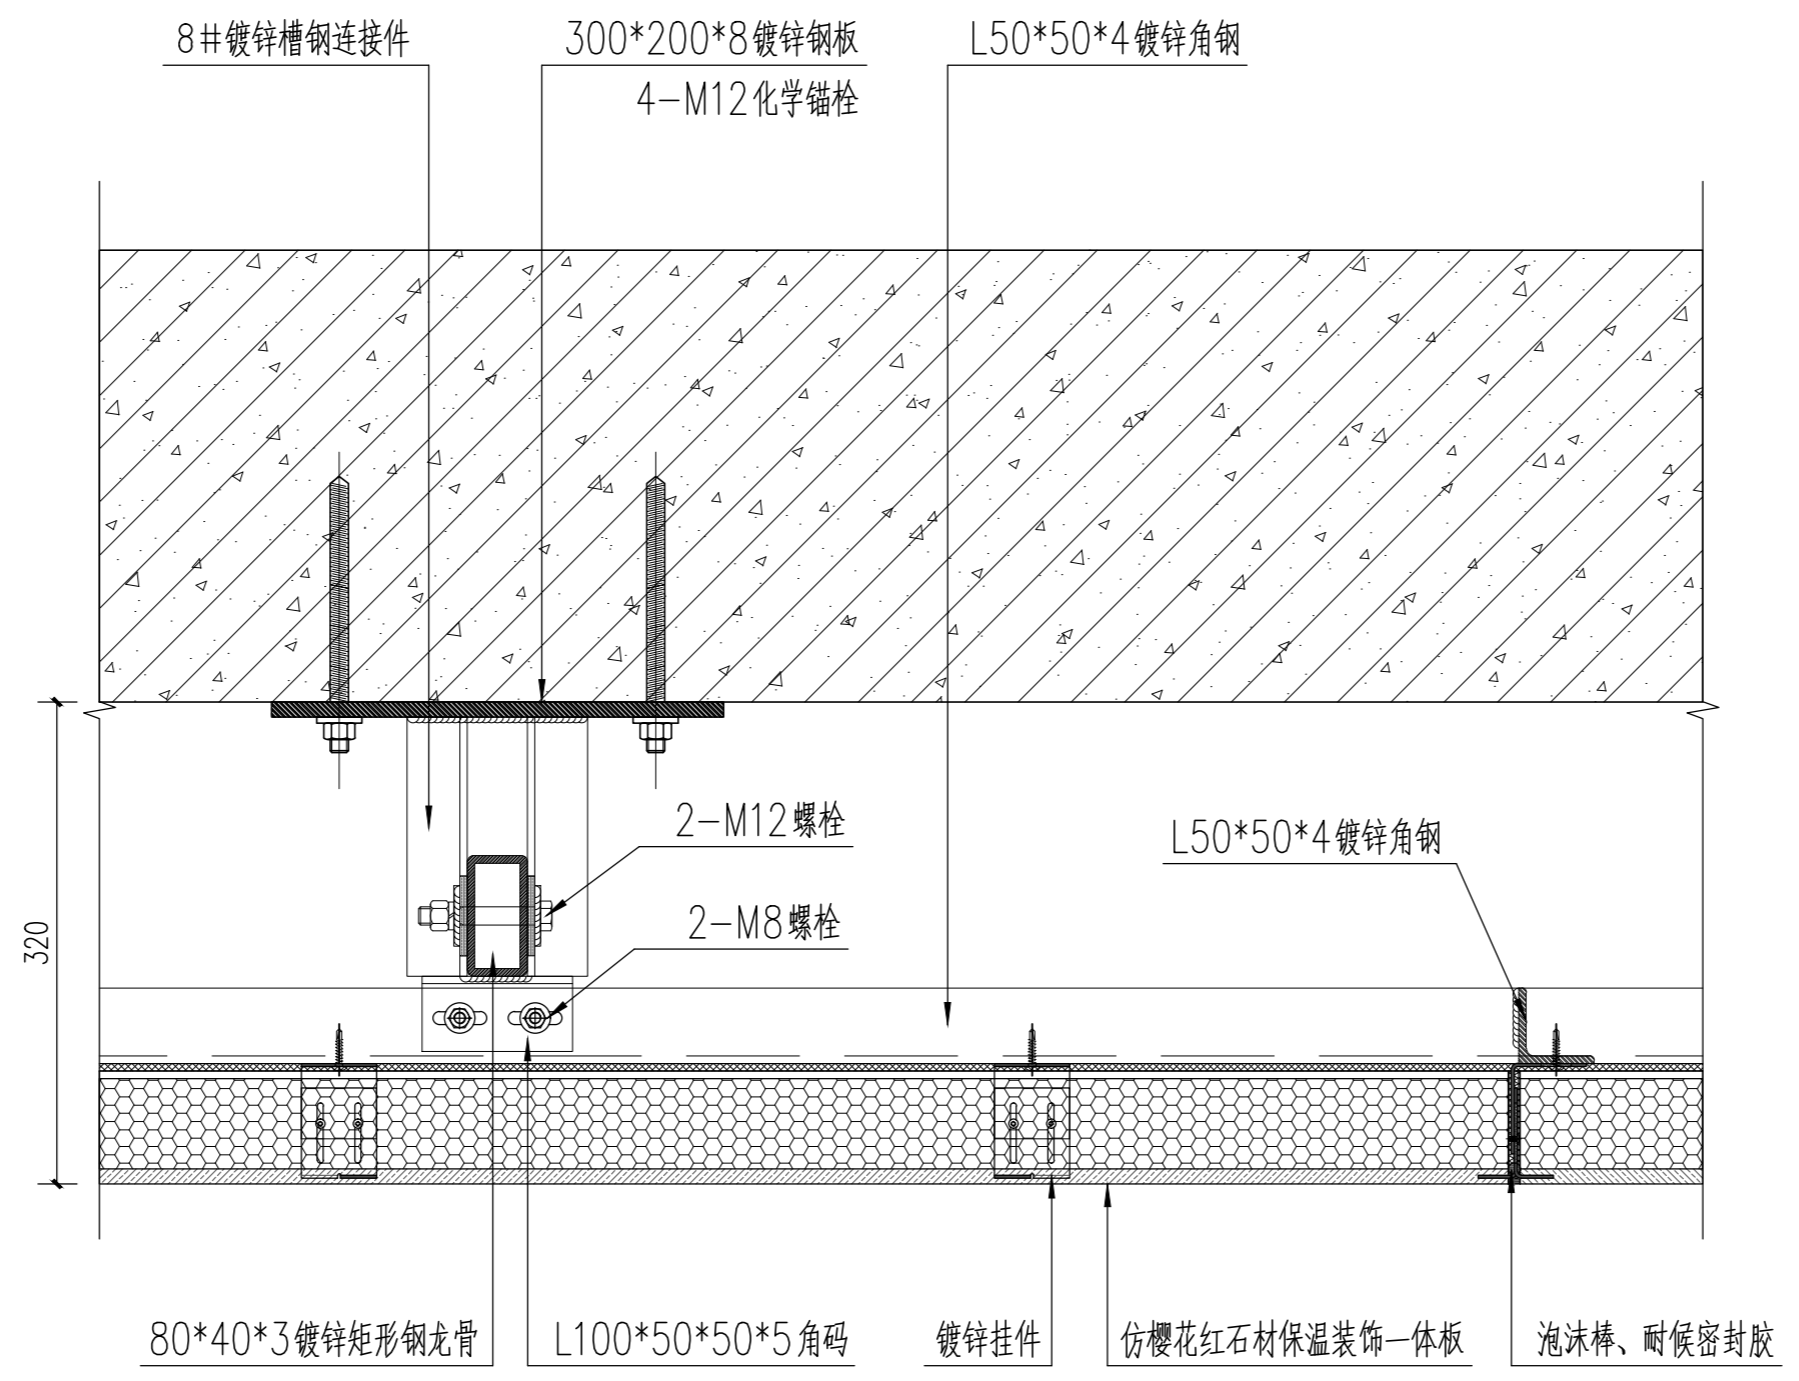 8#镀锌槽钢连接件
300*200*8镀锌钢板
4-M12化学锚栓
L50*50*4镀锌角钢
2-M12螺栓
L50*50*4镀锌角钢
2-M8螺栓
320
80*40*3镀锌矩形钢龙骨
L100*50*50*5角码
镀锌挂件
仿樱花红石材保温装饰一体板
泡沫棒、耐候密封胶